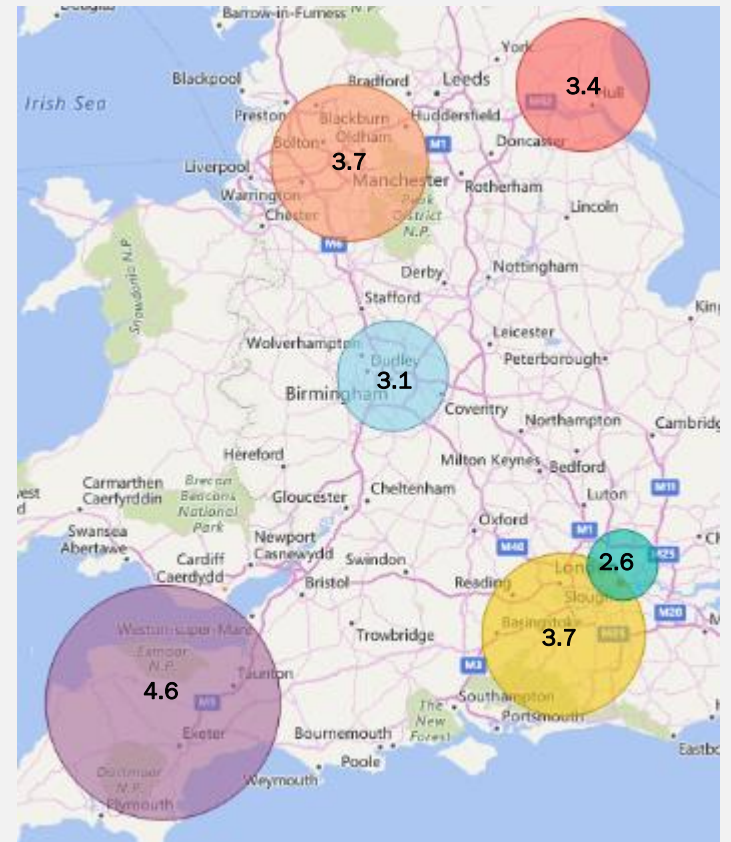 Barrow-in-Furness
N.P.
York
Blackpool
Bradford
Leeds
3.4
Hull
Irish Sea
Preston
Blackburn
Huddersfield
Bolton
Oldham
M1
Doncaster
3.7
Liverpool
Manchester
Rotherham
Warrington
Peak
District
N.P.
Chester
Lincoln
M6
Snowdonia N.P.
Derby
Nottingham
Stafford
Wolverhampton
Leicester
Dudley
Peterborough
3.1
Birmingham
Coventry
Northampton
Cambridg
Hereford
Milton Keynes
Bedford
Carmarthen
Caerfyrddin
Brecon
Beacons
National
Park
Gloucester
Cheltenham
Luton
M11
Swansea
Abertawe
Newport
Casnewydd
Oxford
M1
M40
M25
Cardiff
Caerdydd
Swindon
2.6
Bristol
Reading
Slough
M20
Weston-super-Mare
Trowbridge
Basingstoke
3.7
Exmoor
N.P.
Taunton
M3
4.6
M5
Southampton
The
New
Forest
Portsmouth
Exeter
Bournemouth
Poole
Eastbo
Dartmoor
N.P.
Weymouth
Plymouth